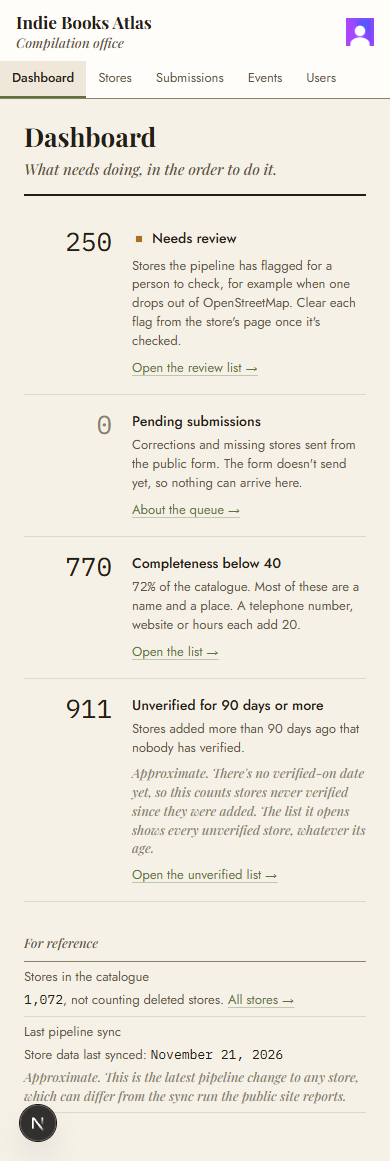 Indie Books Atlas
Compilation office
Dashboard Stores Submissions Events Users
Dashboard
What needs doing, in the order to do it.
250
Needs review
Stores the pipeline has flagged for a
person to check, for example when one
drops out of OpenStreetMap. Clear each
flag from the store's page once it's
checked.
Open the review list →
0
Pending submissions
Corrections and missing stores sent from
the public form. The form doesn't send
yet, so nothing can arrive here.
About the queue →
770
Completeness below 40
72% of the catalogue. Most of these are a
name and a place. A telephone number,
website or hours each add 20.
Open the list →
911
Unverified for 90 days or more
Stores added more than 90 days ago that
nobody has verified.
Approximate. There's no verified-on date
yet, so this counts stores never verified
since they were added. The list it opens
shows every unverified store, whatever its
age.
Open the unverified list →
For reference
Stores in the catalogue
1,072, not counting deleted stores. All stores →
Last pipeline sync
Store data last synced: November 21, 2026
Approximate. This is the latest pipeline change to any store,
which can differ from the sync run the public site reports.
N